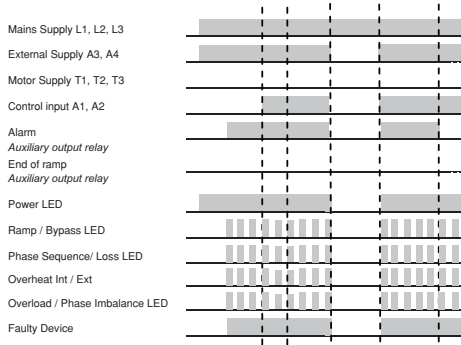 Mains Supply L1, L2, L3
External Supply A3, A4
Motor Supply T1, T2, T3
Control input A1, A2
Alarm
Auxiliary output relay
End of ramp
Auxiliary output relay
Power LED
Ramp / Bypass LED
Phase Sequence/ Loss LED
Overheat Int / Ext
Overload / Phase Imbalance LED
Faulty Device